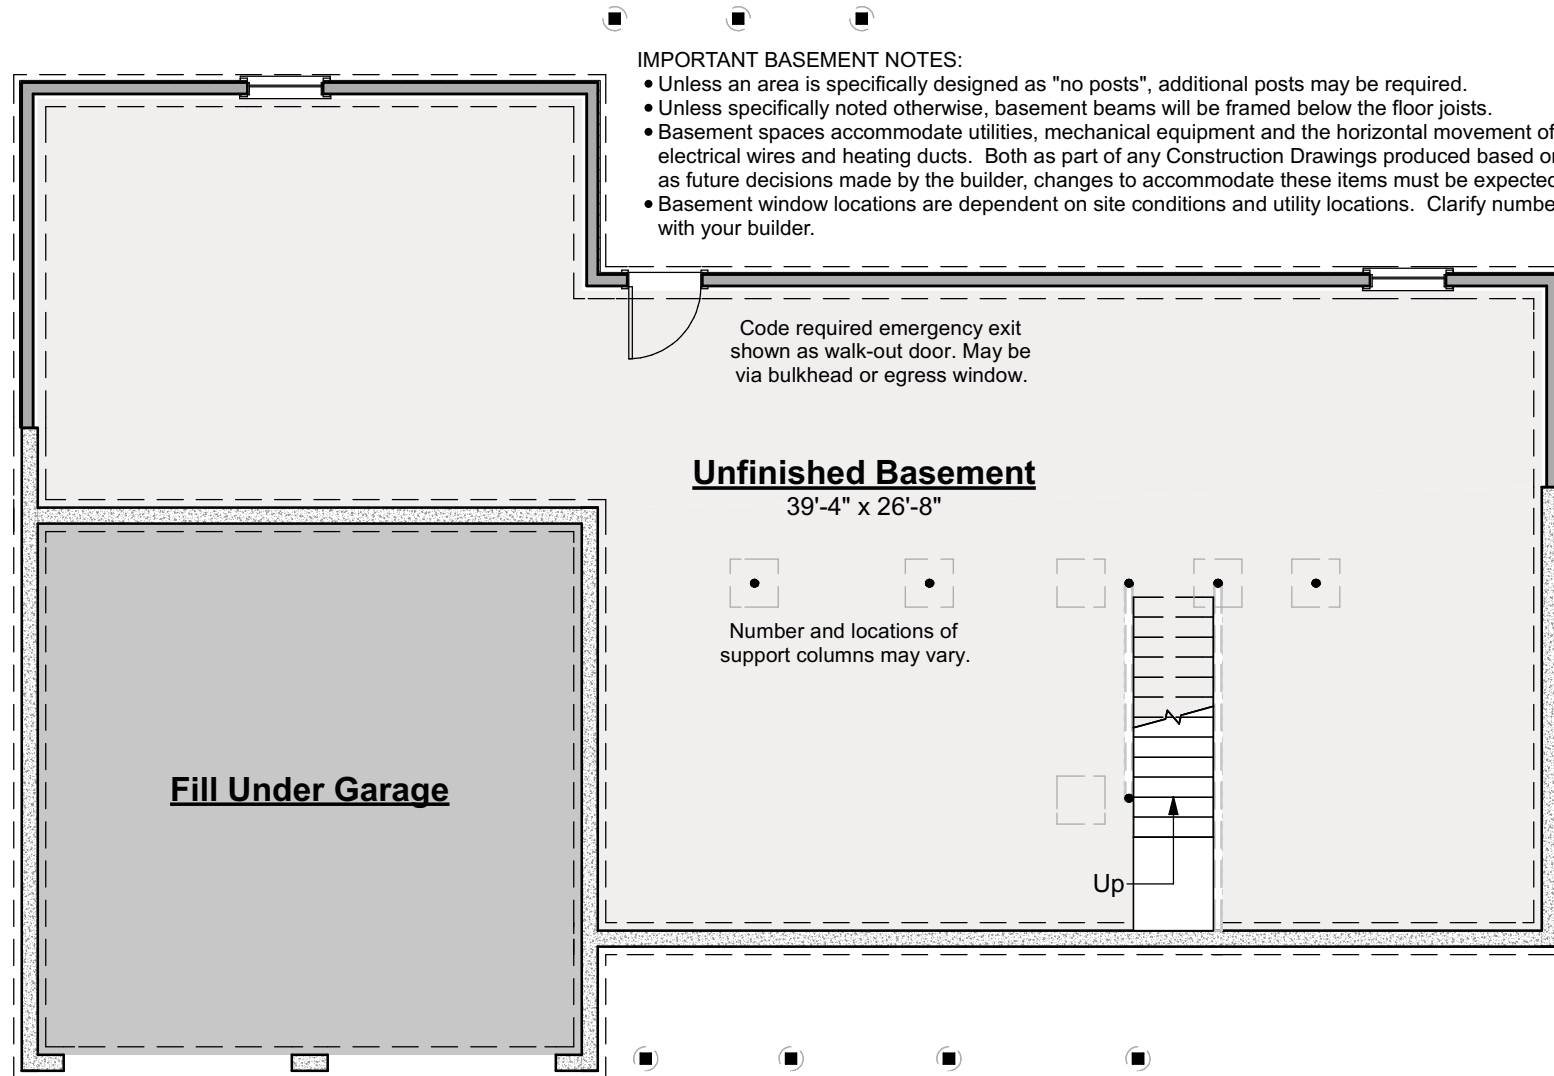 IMPORTANT BASEMENT NOTES:
• Unless an area is specifically designed as "no posts", additional posts may be required.
• Unless specifically noted otherwise, basement beams will be framed below the floor joists.
• Basement spaces accommodate utilities, mechanical equipment and the horizontal movement of
electrical wires and heating ducts.  Both as part of any Construction Drawings produced based
as future decisions made by the builder, changes to accommodate these items must be expected
• Basement window locations are dependent on site conditions and utility locations.  Clarify
with your builder.
Code required emergency exit
shown as walk-out door. May be
via bulkhead or egress window.
Unfinished Basement
39'-4" x 26'-8"
Number and locations of
support columns may vary.
Fill Under Garage
Up